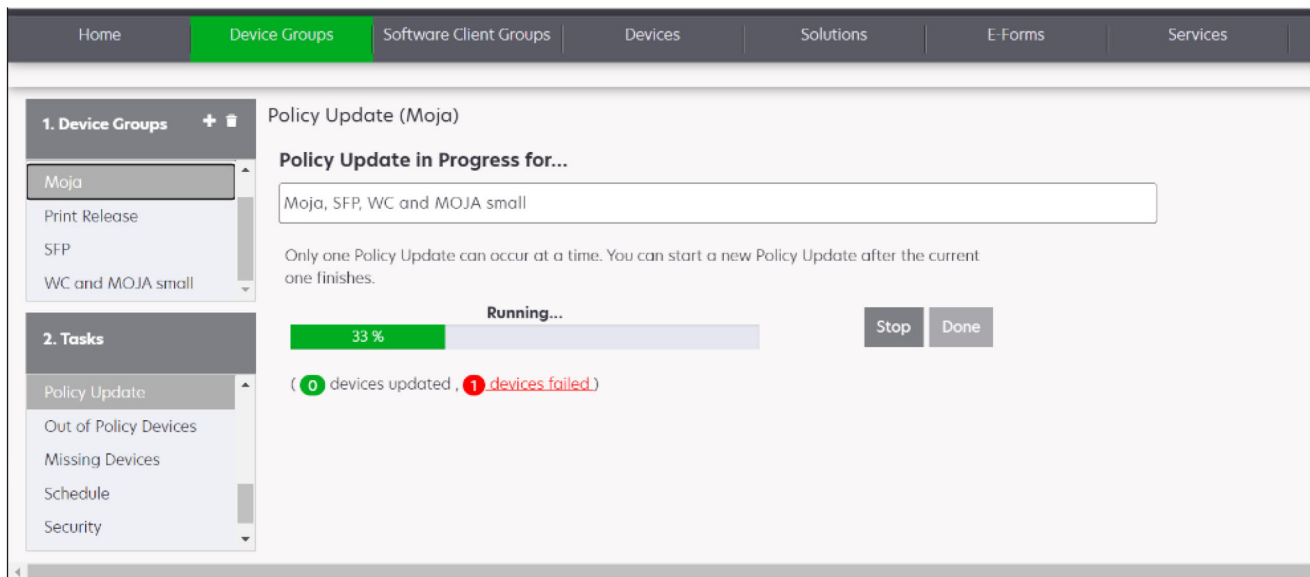 Home Device Groups Software Client Groups Devices Solutions E-Forms Services
1. Device Groups
Moja
Print Release
SFP
WC and MOJA small
2. Tasks
Policy Update
Out of Policy Devices
Missing Devices
Schedule
Security
Policy Update (Moja)
Policy Update in Progress for...
Moja, SFP, WC and MOJA small
Only one Policy Update can occur at a time. You can start a new Policy Update after the current
one finishes.
Running...
33 %
Stop Done
( 0 devices updated , 1 devices failed )